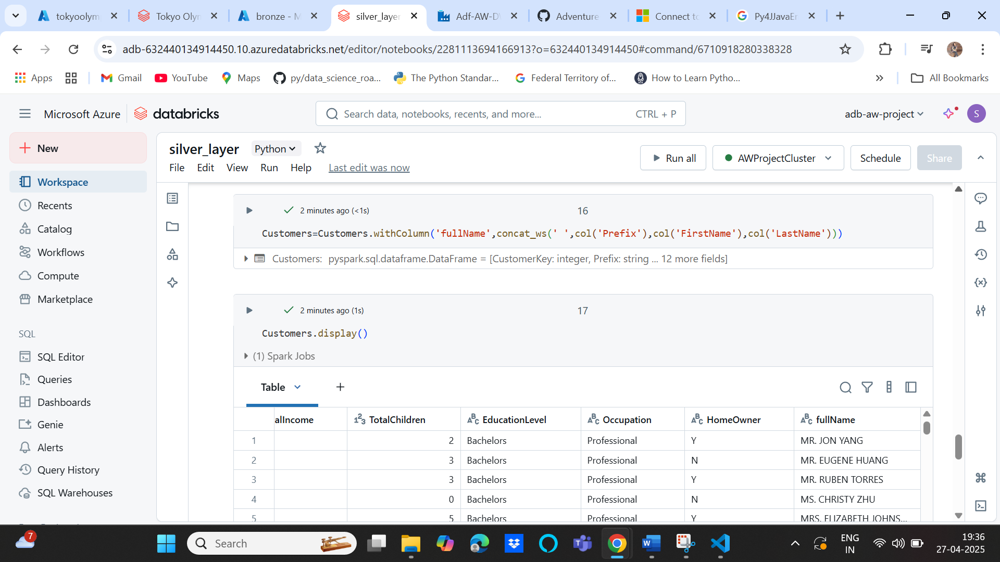 tokyoolym
Tokyo Olyn
bronze - M
silver_layer
Adf-AW-D
Adventure
Connect to
Py4JJavaEr
adb-632440134914450.10.azuredatabricks.net/editor/notebooks/2281113694166913?o=632440134914450#command/6710918280338328
Apps
Gmail
YouTube
Maps
py/data_science_roa...
The Python Standar...
Federal Territory of...
How to Learn Pytho...
All Bookmarks
Microsoft Azure
databricks
Search data, notebooks, recents, and more...
CTRL + P
adb-aw-project
S
New
Workspace
Recents
Catalog
Workflows
Compute
Marketplace
SQL
SQL Editor
Queries
Dashboards
Genie
Alerts
Query History
SQL Warehouses
silver_layer
Python
File Edit View Run Help Last edit was now
Run all
AWProjectCluster
Schedule
Share
2 minutes ago (<1s)
16
Customers=Customers.withColumn('fullName',concat_ws(' ',col('Prefix'),col('FirstName'),col('LastName')))
Customers: pyspark.sql.dataframe.DataFrame = [CustomerKey: integer, Prefix: string ... 12 more fields]
2 minutes ago (1s)
17
Customers.display()
(1) Spark Jobs
Table
alIncome TotalChildren EducationLevel Occupation HomeOwner fullName
1 2 Bachelors Professional Y MR. JON YANG
2 3 Bachelors Professional N MR. EUGENE HUANG
3 3 Bachelors Professional Y MR. RUBEN TORRES
4 0 Bachelors Professional N MS. CHRISTY ZHU
5 5 Bachelors Professional Y MRS. ELIZABETH JOHNS...
7
Search
ENG
IN
19:36
27-04-2025